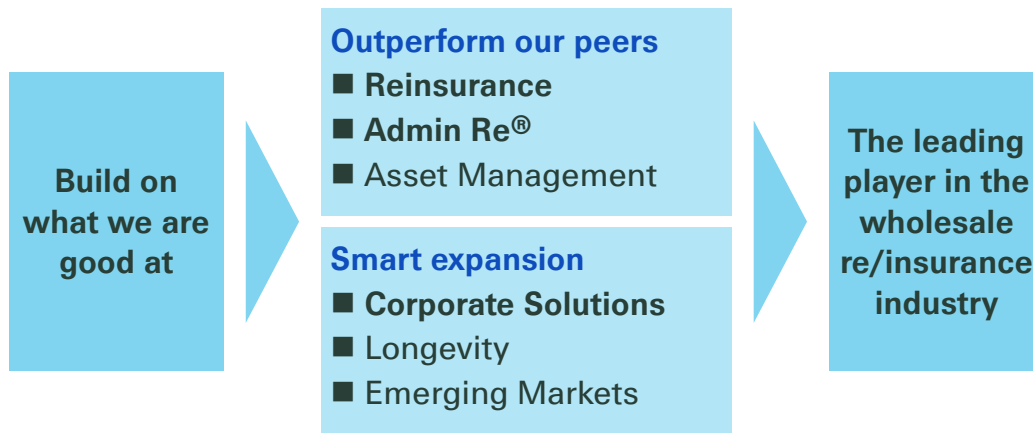 Build on
what we are
good at
Outperform our peers
■ Reinsurance
■ Admin Re®
■ Asset Management
Smart expansion
■ Corporate Solutions
■ Longevity
■ Emerging Markets
The leading
player in the
wholesale
re/insurance
industry